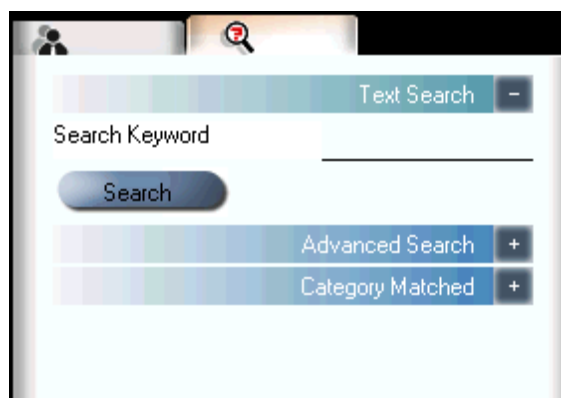 ?
Text Search -
Search Keyword
Search
Advanced Search +
Category Matched +